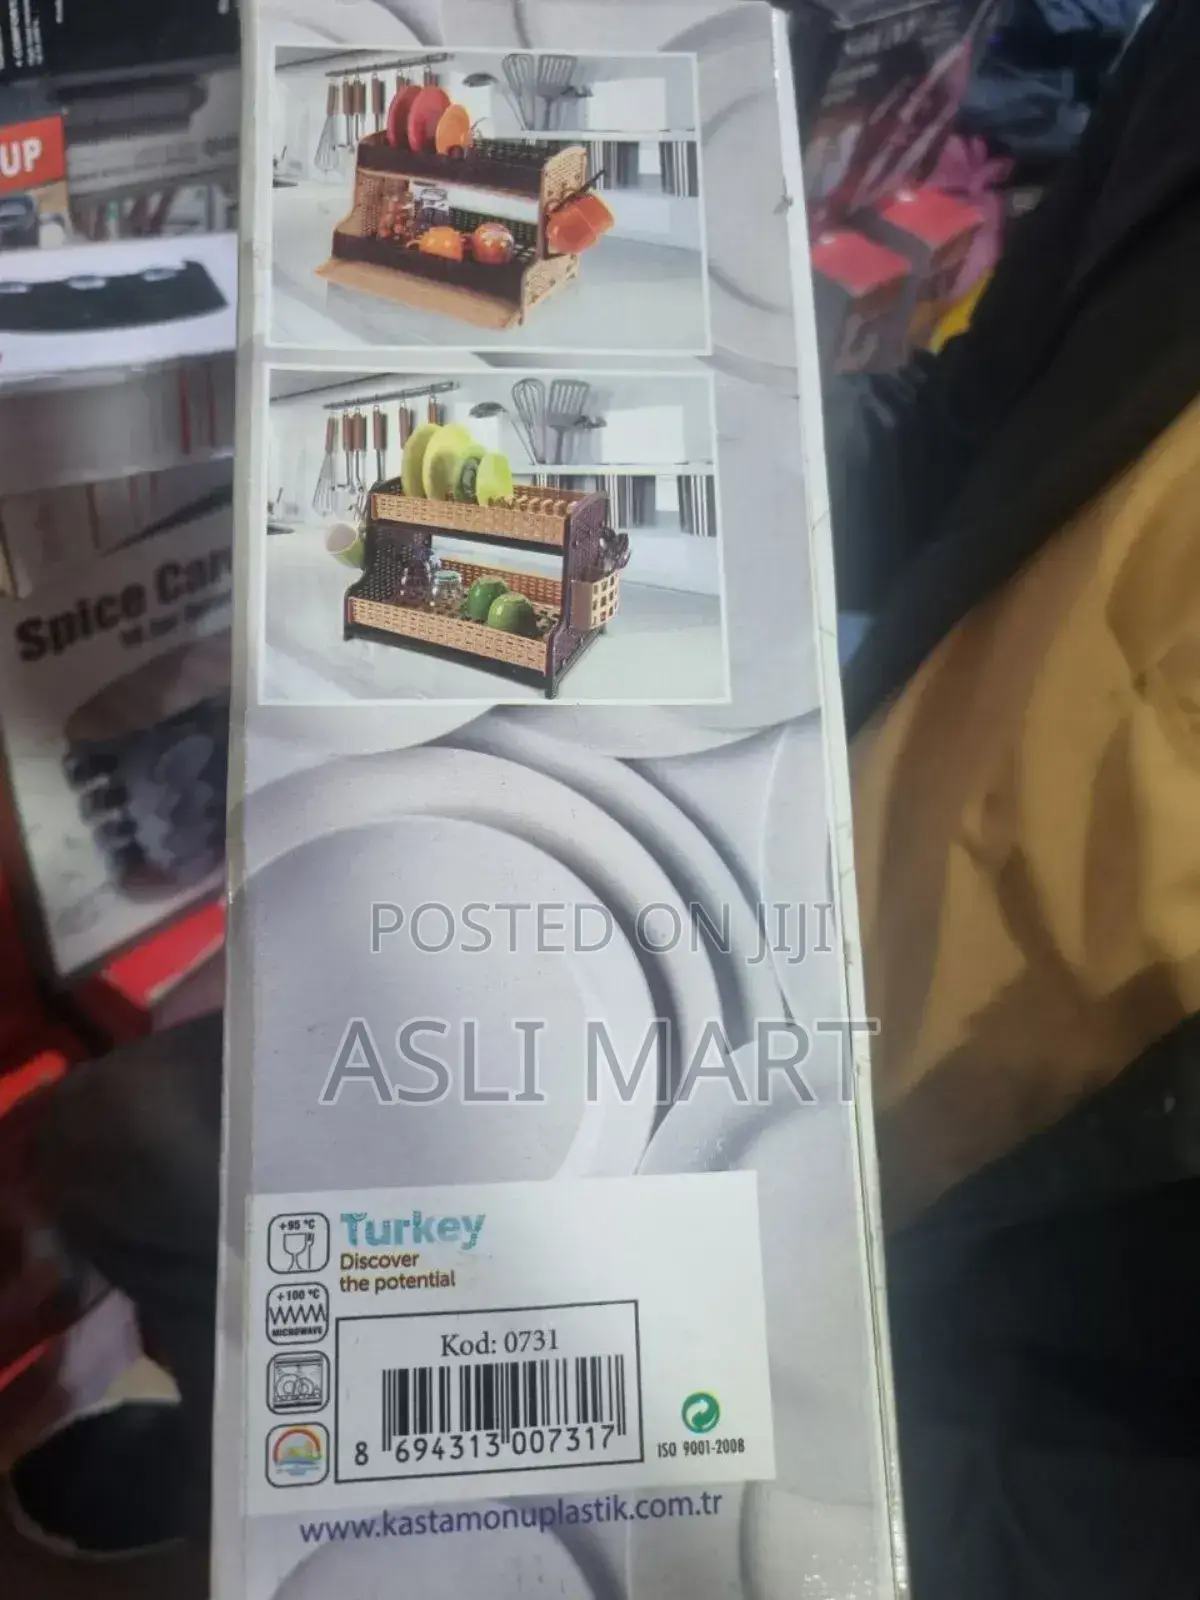 UP
Spice Car
POSTED ON JIJI
ASLI MART
+95 °C
Turkey
Discover
the potential
+100 °C
MICROWAVE
Kod: 0731
8 694313 007317
ISO 9001-2008
www.kastamonuplastik.com.tr